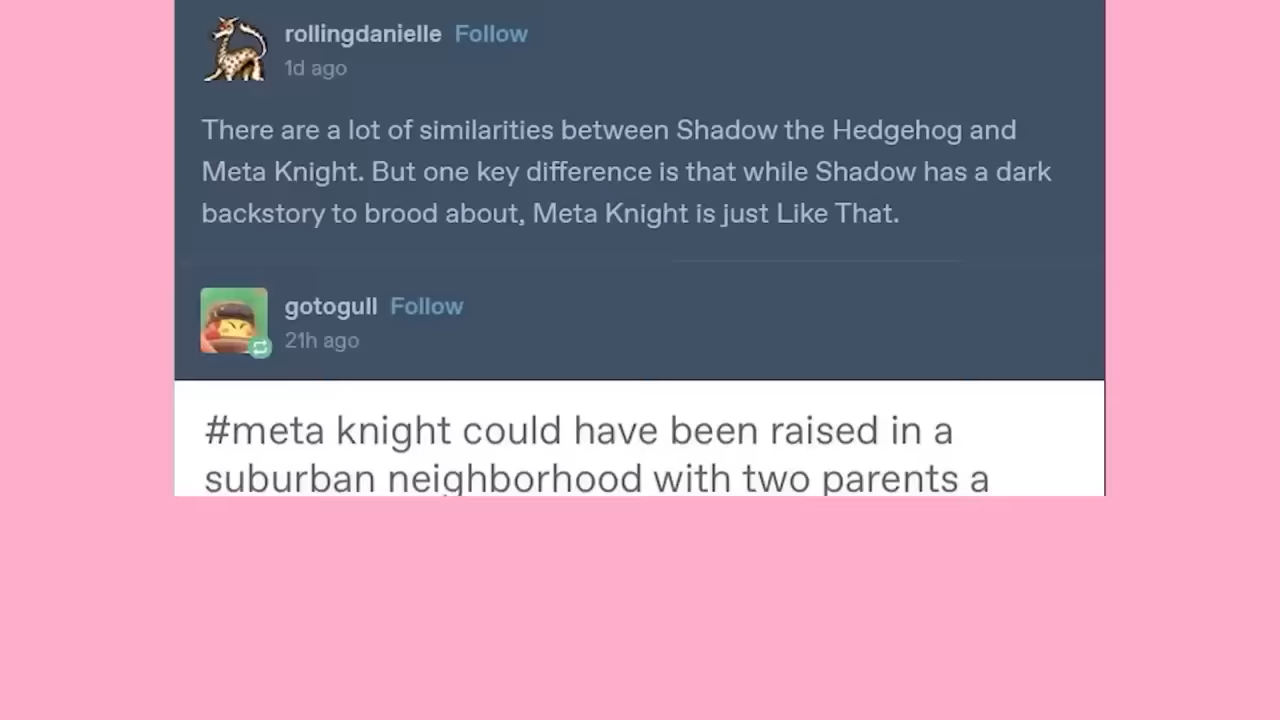 rollingdanielle Follow
1d ago
There are a lot of similarities between Shadow the Hedgehog and
Meta Knight. But one key difference is that while Shadow has a dark
backstory to brood about, Meta Knight is just Like That.
gotogull Follow
21h ago
#meta knight could have been raised in a
suburban neighborhood with two parents a